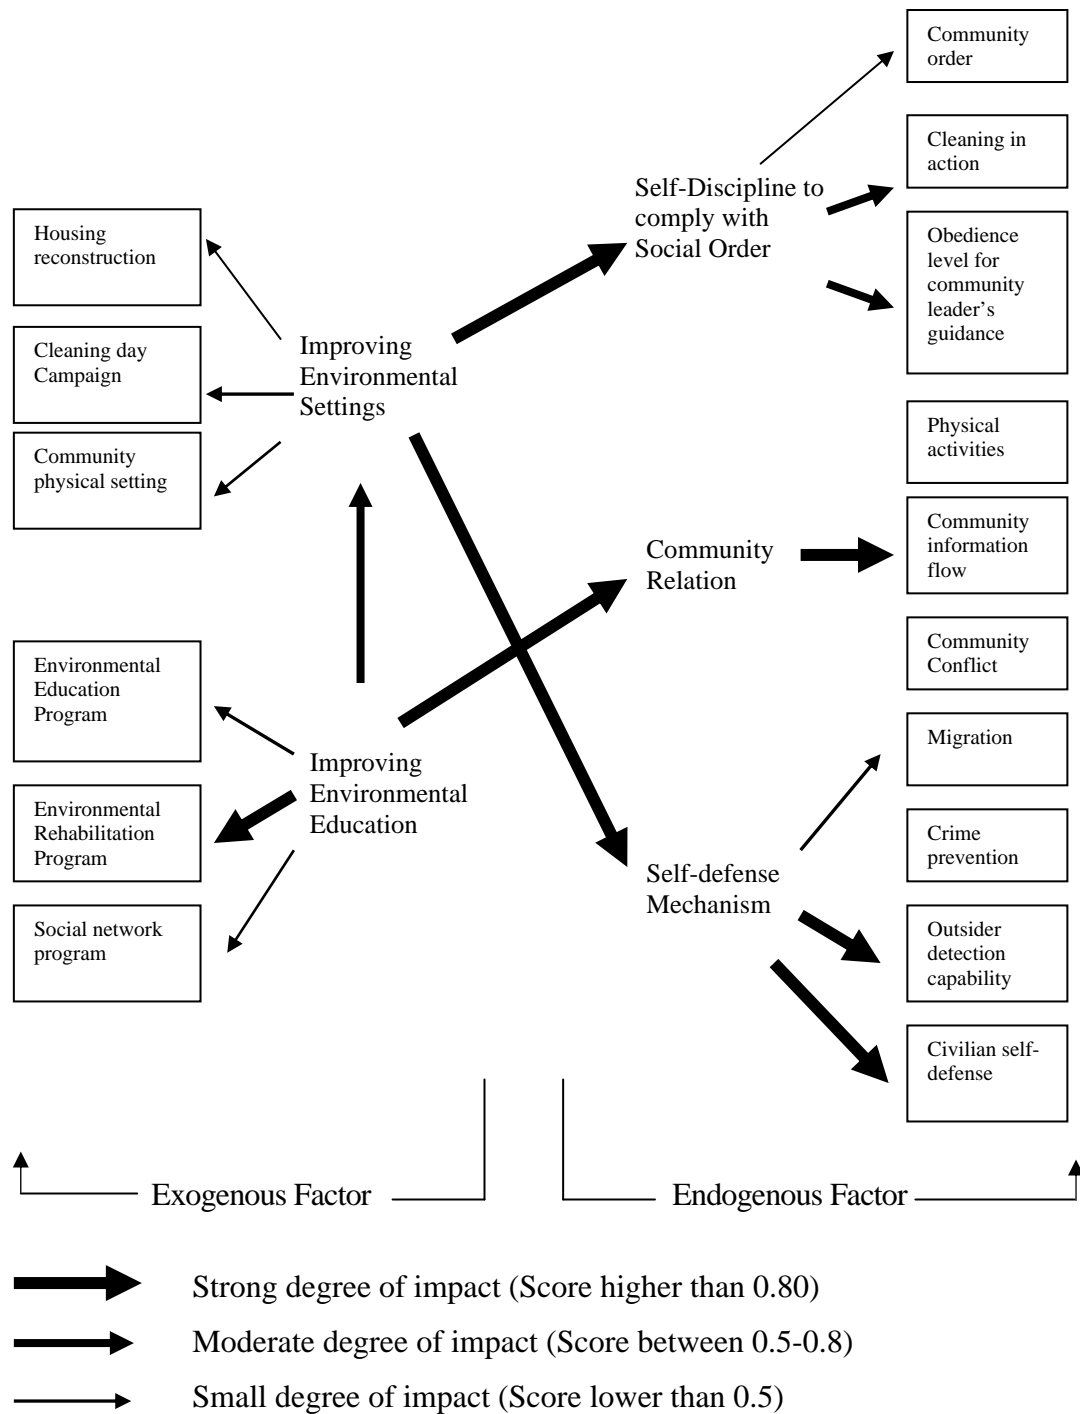 Community
order
Cleaning in
action
Self-Discipline to
comply with
Social Order
Obedience
level for
community
leader's
guidance
Housing
reconstruction
Cleaning day
Campaign
Improving
Environmental
Settings
Community
physical setting
Physical
activities
Community
information
flow
Community
Relation
Community
Conflict
Environmental
Education
Program
Migration
Improving
Environmental
Education
Environmental
Rehabilitation
Program
Crime
prevention
Self-defense
Mechanism
Social network
program
Outsider
detection
capability
Civilian self-
defense
Exogenous Factor
Endogenous Factor
Strong degree of impact (Score higher than 0.80)
Moderate degree of impact (Score between 0.5-0.8)
Small degree of impact (Score lower than 0.5)